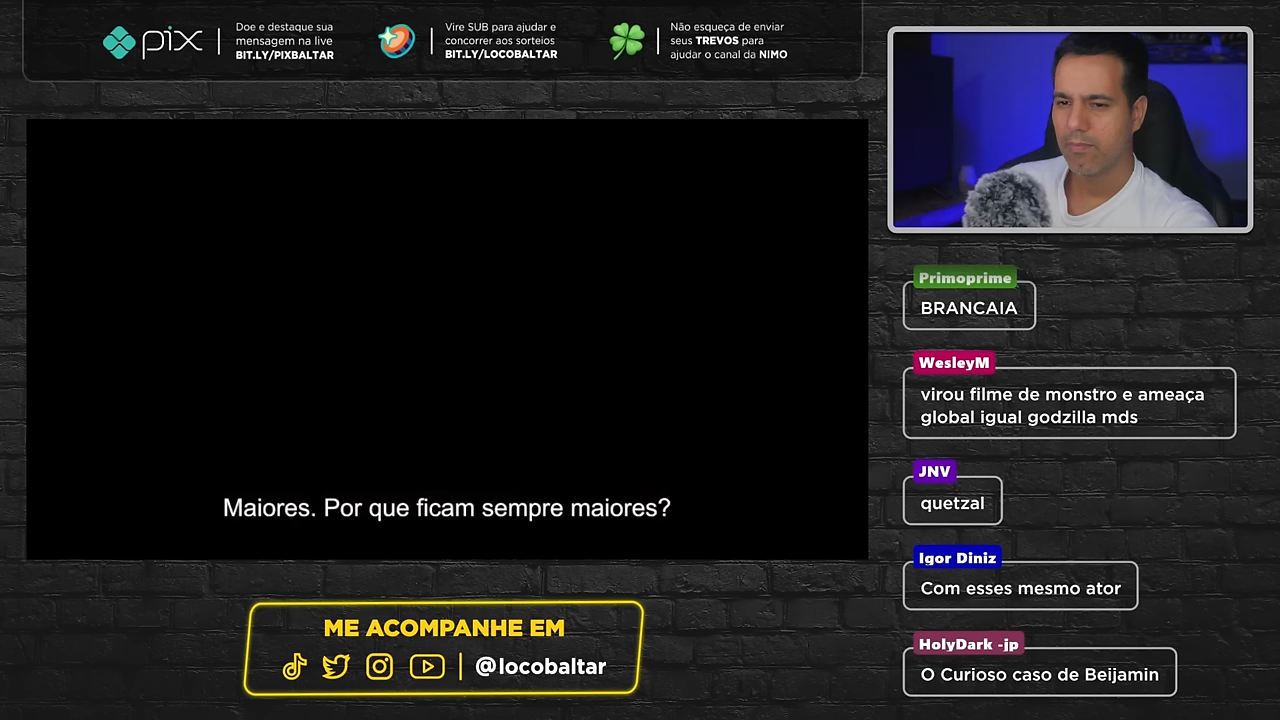 pix
Doe e destaque sua
mensagem na live
BIT.LY/PIXBALTAR
Vire SUB para ajudar e
concorrer aos sorteios
BIT.LY/LOCOBALTAR
Não esqueça de enviar
seus TREVOS para
ajudar o canal da NIMO
Maiores. Por que ficam sempre maiores?
ME ACOMPANHE EM
@locobaltar
Primoprime
BRANCAIA
WesleyM
virou filme de monstro e ameaça
global igual godzilla mds
JNV
quetzal
Igor Diniz
Com esses mesmo ator
HolyDark -jp
O Curioso caso de Beijamin